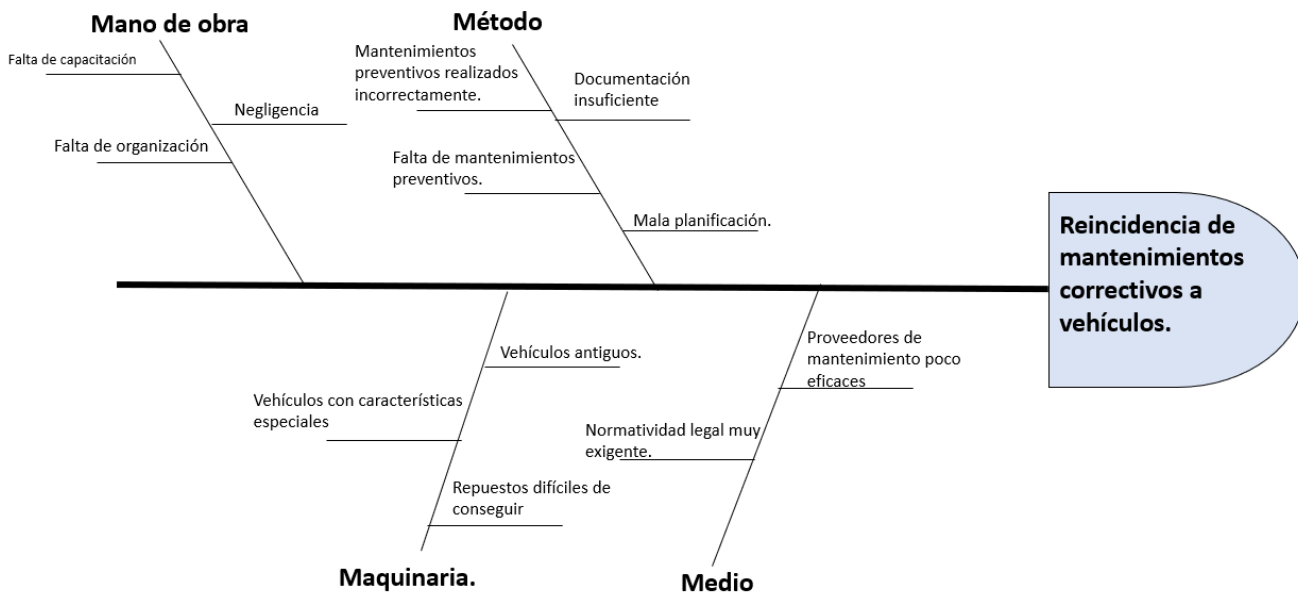 Mano de obra
Falta de capacitación
Negligencia
Falta de organización
Método
Mantenimientos
preventivos realizados
incorrectamente.
Documentación
insuficiente
Falta de mantenimientos
preventivos.
Mala planificación.
Reincidencia de
mantenimientos
correctivos a
vehículos.
Vehículos antiguos.
Vehículos con características
especiales
Repuestos difíciles de
conseguir
Maquinaria.
Proveedores de
mantenimiento poco
eficaces
Normatividad legal muy
exigente.
Medio